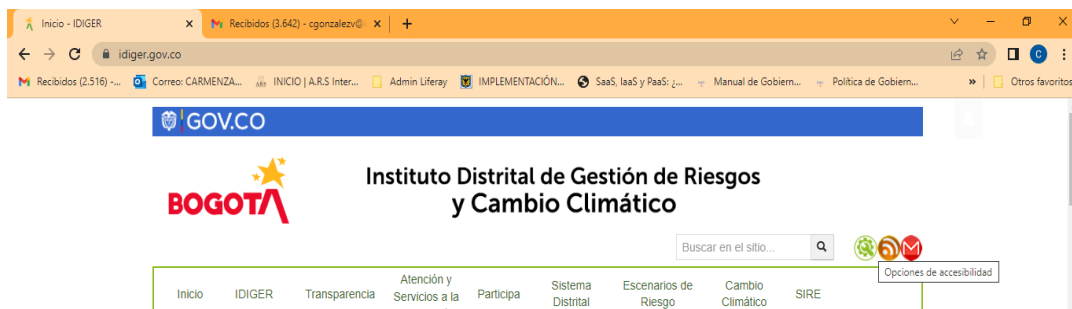 Inicio - IDIGER
Recibidos (3.642) - cgonzalezv@
idiger.gov.co
Recibidos (2.516) -...
Correo: CARMENZA...
INICIO | A.R.S Inter...
Admin Liferay
IMPLEMENTACIÓN...
SaaS, IaaS y PaaS: ¿...
Manual de Gobiern...
Política de Gobiern...
»
Otros favoritos
GOV.CO
BOGOTÁ
Instituto Distrital de Gestión de Riesgos
y Cambio Climático
Buscar en el sitio...
Opciones de accesibilidad
Inicio
IDIGER
Transparencia
Atención y
Servicios a la
Participa
Sistema
Distrital
Escenarios de
Riesgo
Cambio
Climático
SIRE